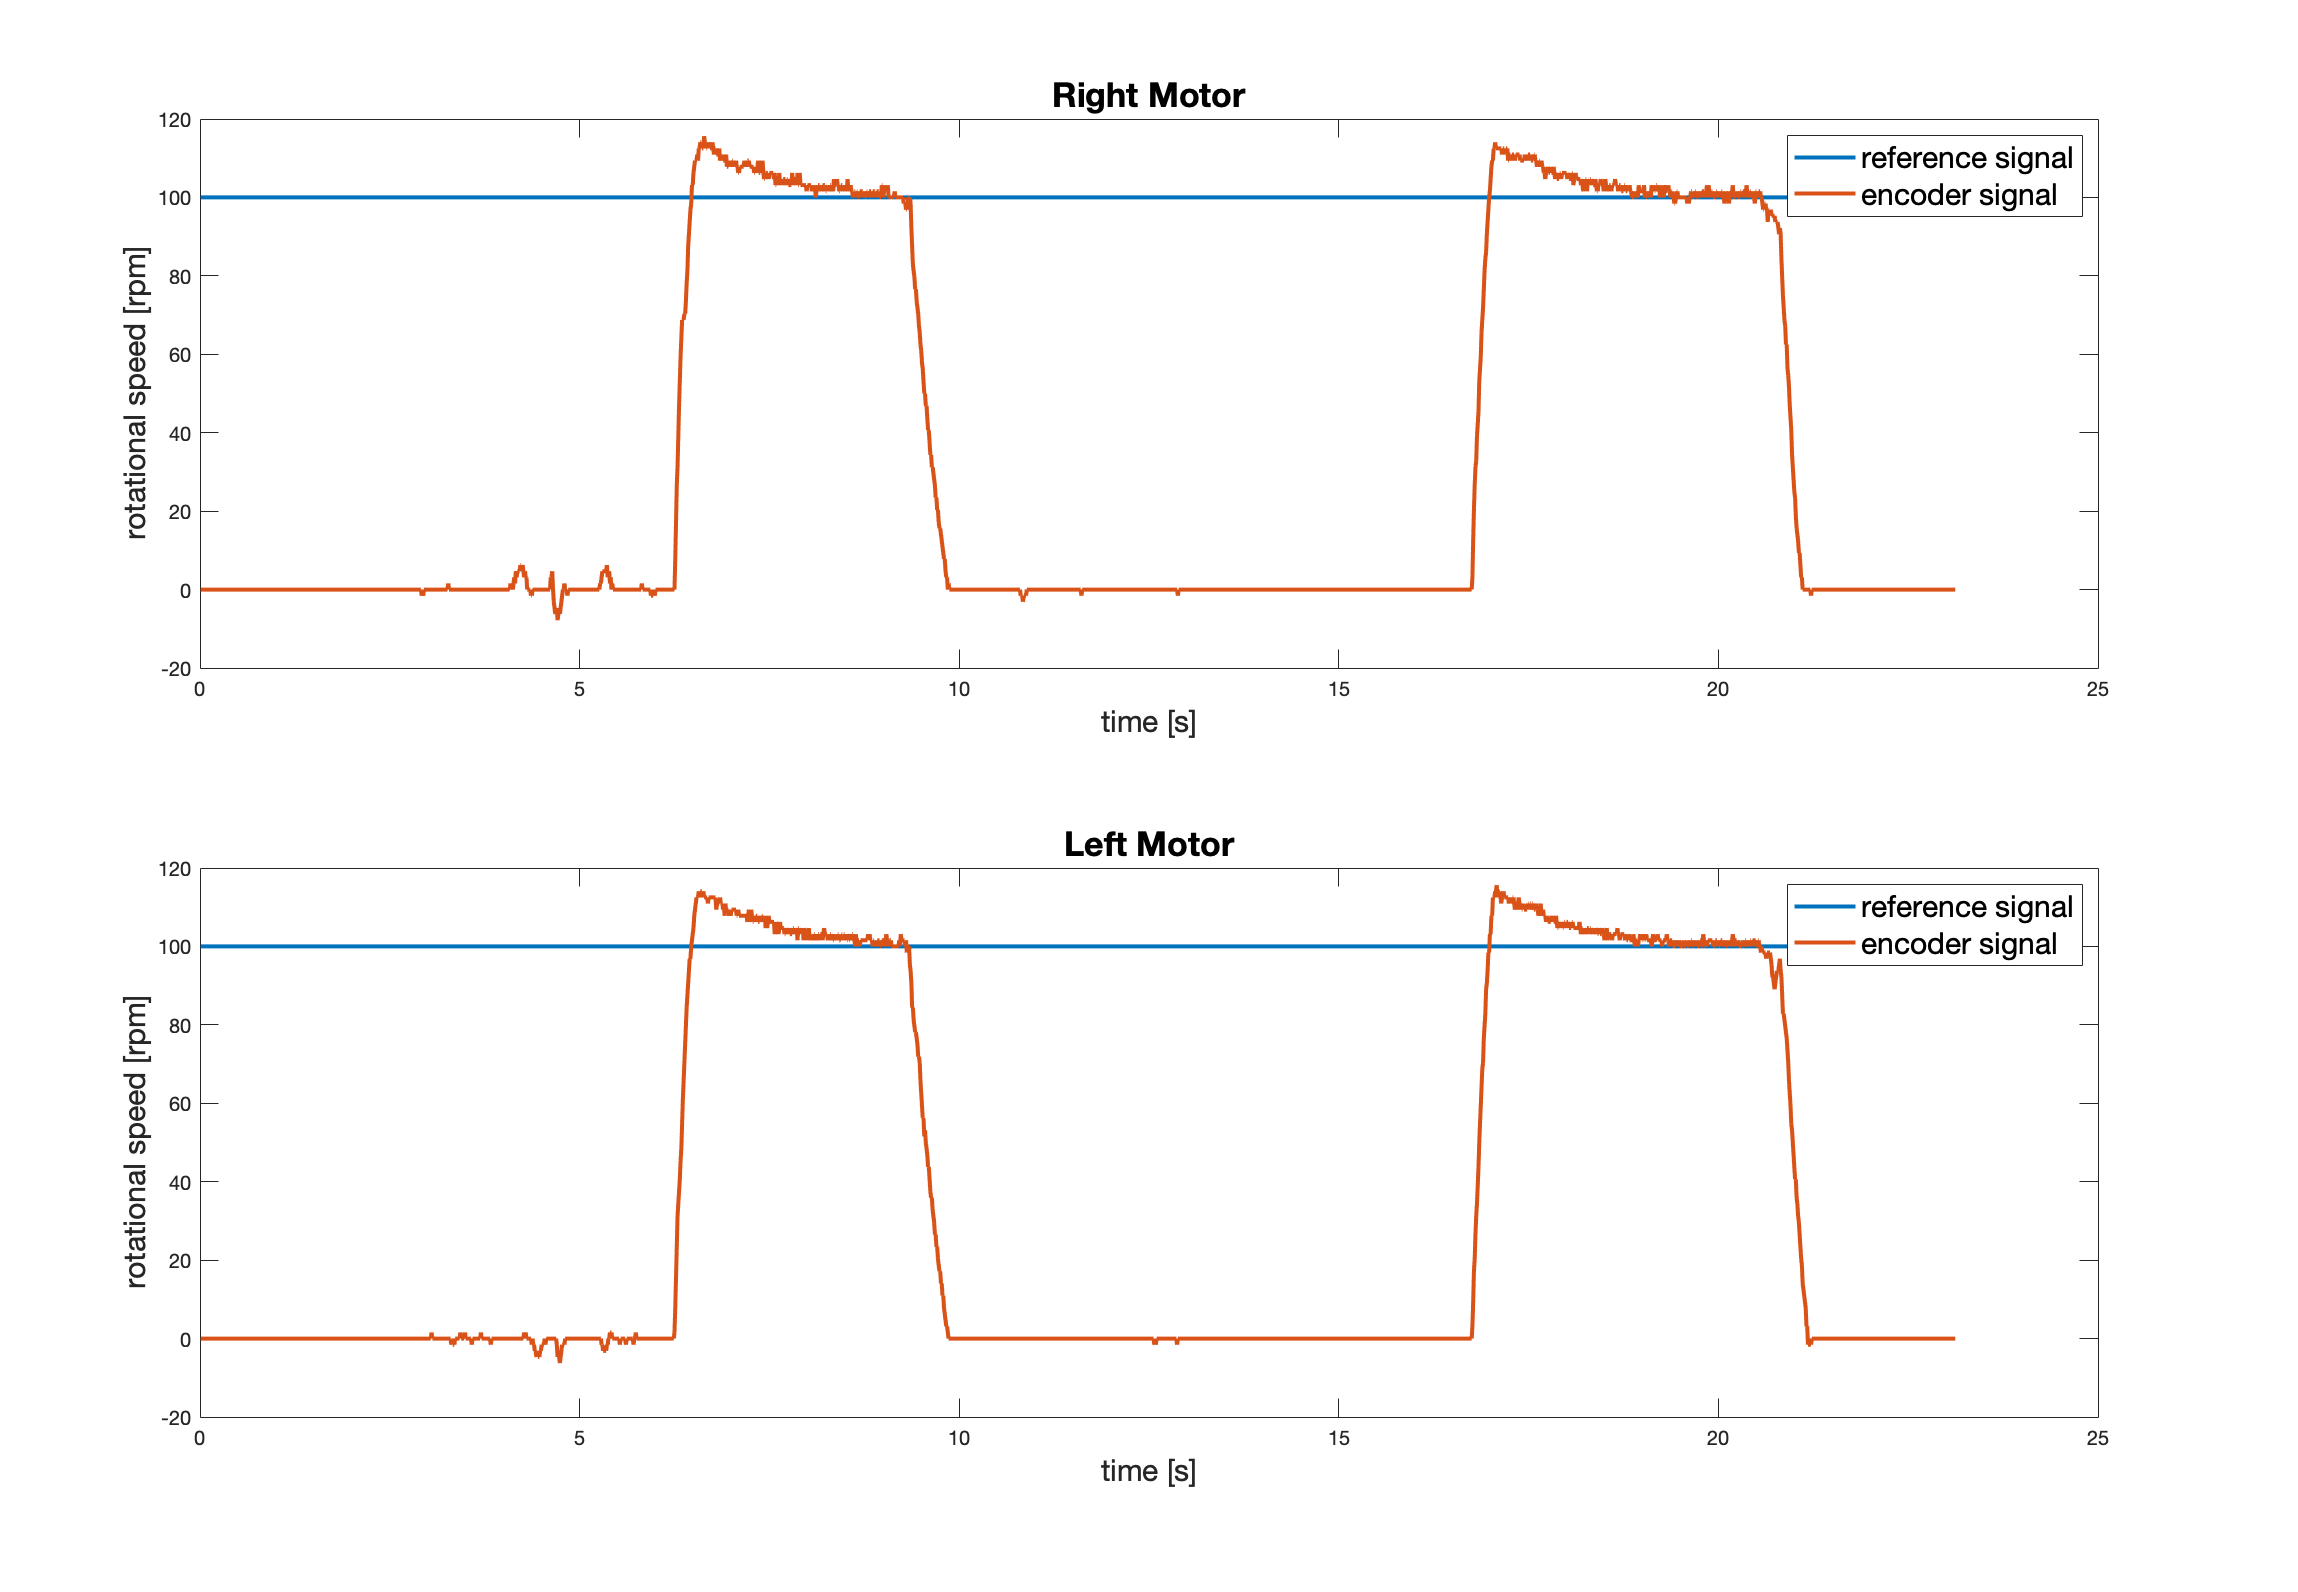 Right Motor
120
100
80
60
40
20
0
-20
rotational speed [rpm]
reference signal
encoder signal
0 5 10 15 20 25
time [s]
Left Motor
120
100
80
60
40
20
0
-20
rotational speed [rpm]
reference signal
encoder signal
0 5 10 15 20 25
time [s]